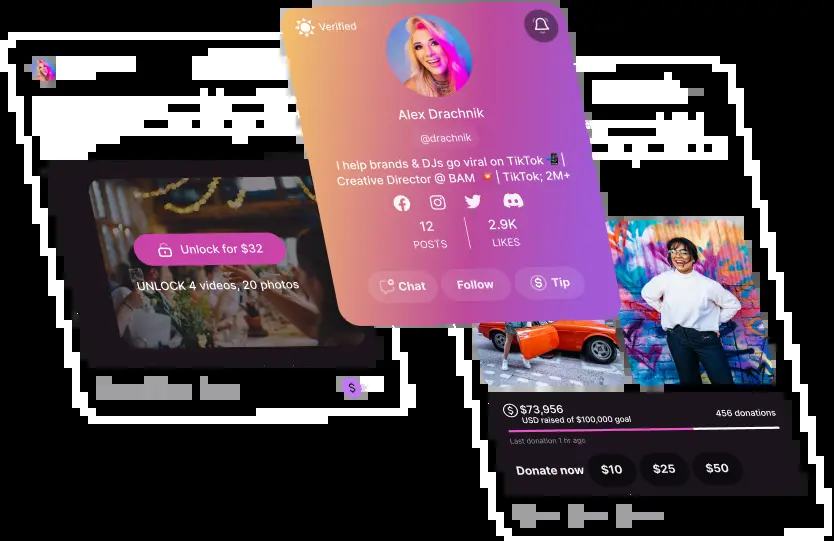 Verified
Alex Drachnik
@drachnik
I help brands & DJs go viral on TikTok 📲 |
Creative Director @ BAM 💥 | TikTok; 2M+
12
POSTS
2.9K
LIKES
Chat
Follow
Tip
Unlock for $32
UNLOCK 4 videos, 20 photos
$73,956
USD raised of $100,000 goal
456 donations
Last donation 1 hr ago
Donate now
$10
$25
$50